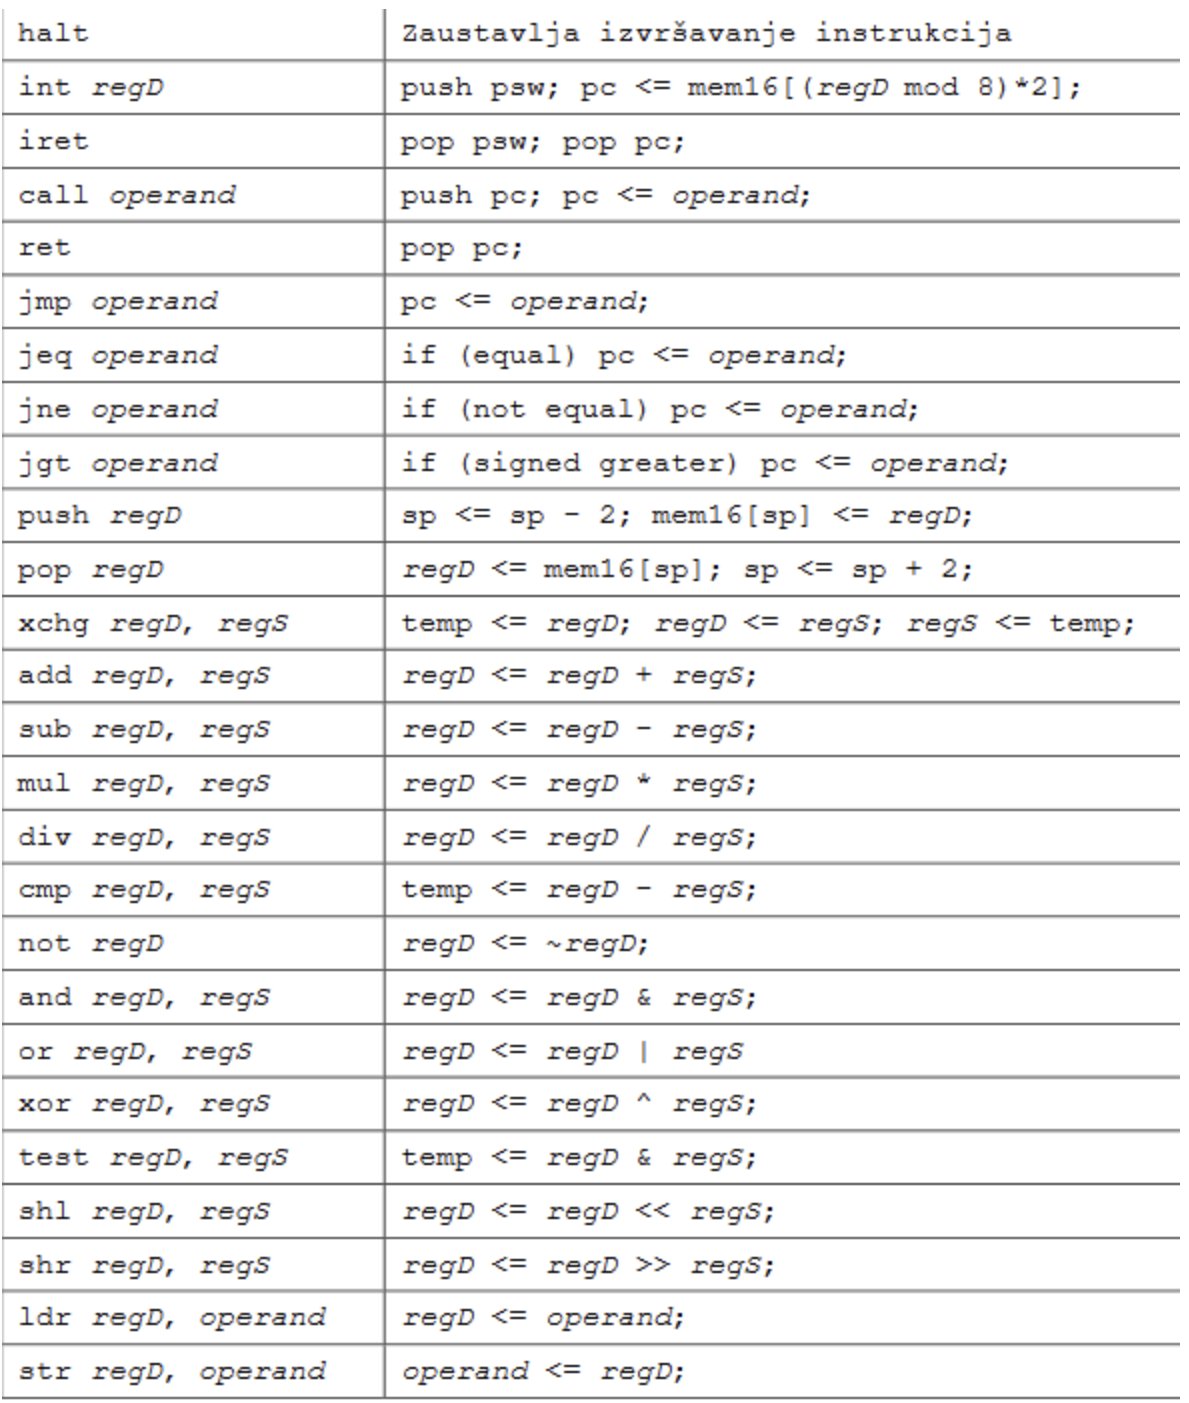 halt Zaustavlja izvršavanje instrukcija
int regD push psw; pc <= mem16[(regD mod 8)*2];
iret pop psw; pop pc;
call operand push pc; pc <= operand;
ret pop pc;
jmp operand pc <= operand;
jeq operand if (equal) pc <= operand;
jne operand if (not equal) pc <= operand;
jgt operand if (signed greater) pc <= operand;
push regD sp <= sp - 2; mem16[sp] <= regD;
pop regD regD <= mem16[sp]; sp <= sp + 2;
xchg regD, regS temp <= regD; regD <= regS; regS <= temp;
add regD, regS regD <= regD + regS;
sub regD, regS regD <= regD - regS;
mul regD, regS regD <= regD * regS;
div regD, regS regD <= regD / regS;
cmp regD, regS temp <= regD - regS;
not regD regD <= ~regD;
and regD, regS regD <= regD & regS;
or regD, regS regD <= regD | regS
xor regD, regS regD <= regD ^ regS;
test regD, regS temp <= regD & regS;
shl regD, regS regD <= regD << regS;
shr regD, regS regD <= regD >> regS;
ldr regD, operand regD <= operand;
str regD, operand operand <= regD;